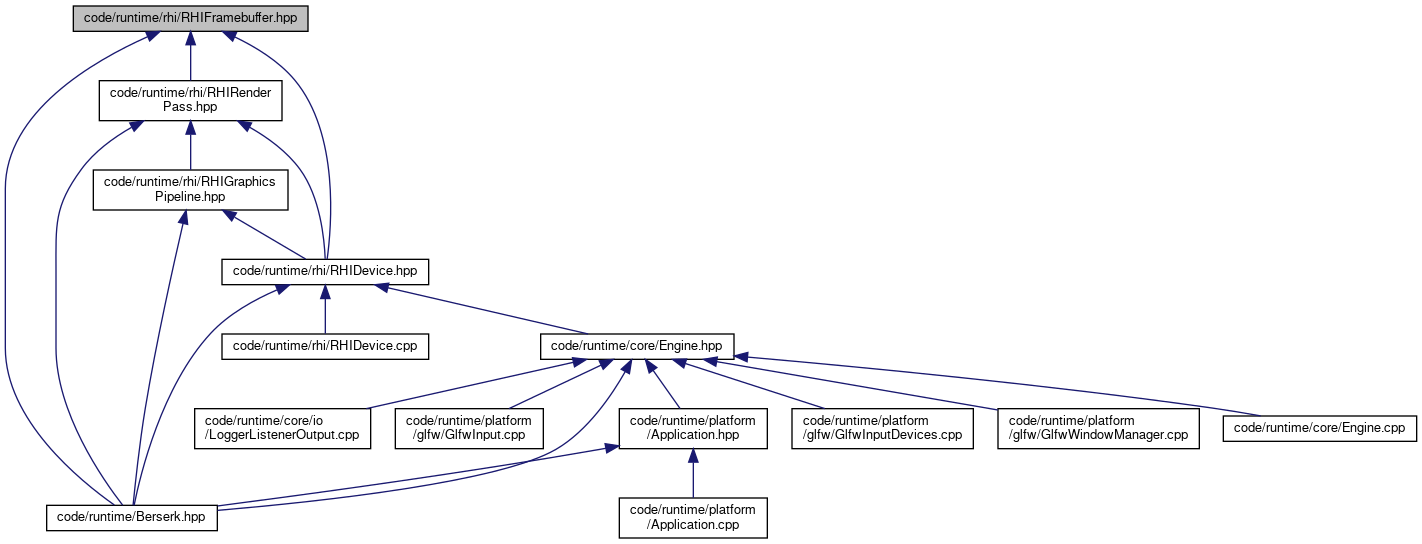 code/runtime/rhi/RHIFramebuffer.hpp
code/runtime/rhi/RHIRender
Pass.hpp
code/runtime/rhi/RHIGraphics
Pipeline.hpp
code/runtime/rhi/RHIDevice.hpp
code/runtime/rhi/RHIDevice.cpp
code/runtime/core/Engine.hpp
code/runtime/core/io
/LoggerListenerOutput.cpp
code/runtime/platform
/glfw/GlfwInput.cpp
code/runtime/platform
/Application.hpp
code/runtime/platform
/glfw/GlfwInputDevices.cpp
code/runtime/platform
/glfw/GlfwWindowManager.cpp
code/runtime/core/Engine.cpp
code/runtime/Berserk.hpp
code/runtime/platform
/Application.cpp